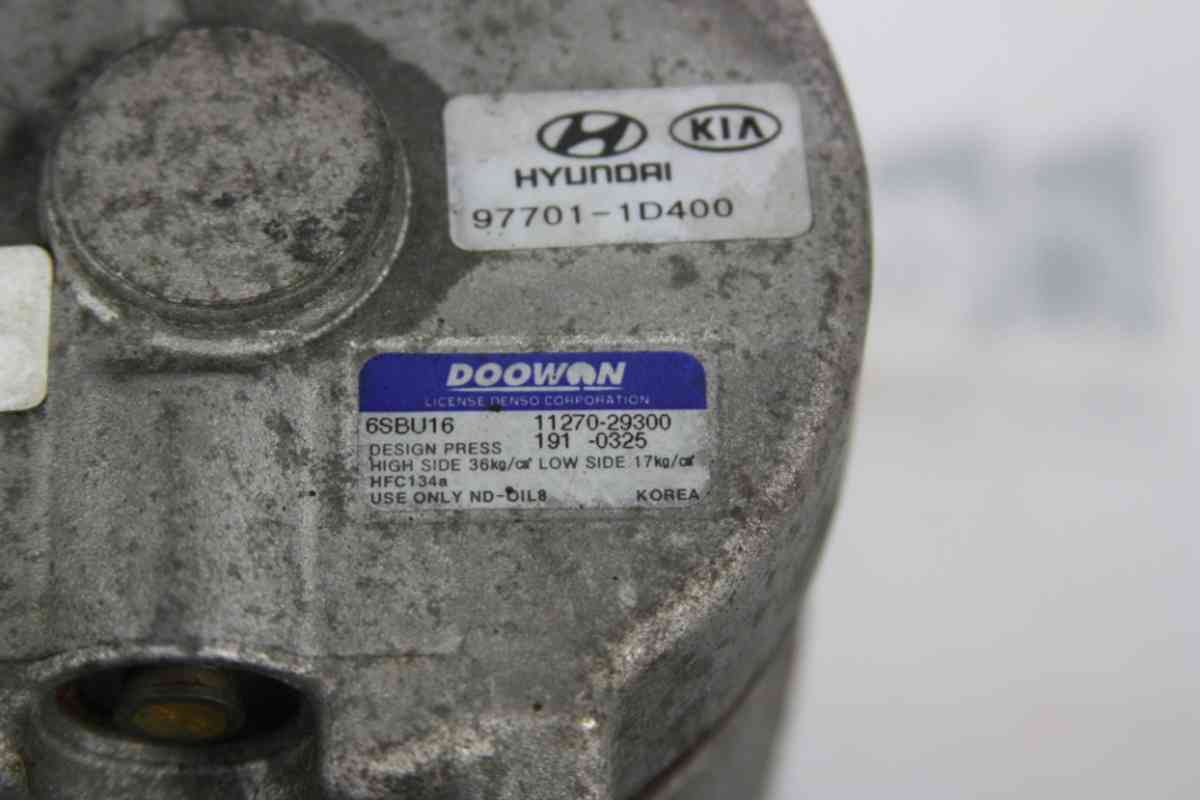 KIA
HYUNDAI
97701-1D400
DOOWON
LICENSE DENSO CORPORATION
6SBU16 11270-29300
DESIGN PRESS 191 -0325
HIGH SIDE 36kg/㎠ LOW SIDE 17kg/㎠
HFC134a
USE ONLY ND-OIL8 KOREA